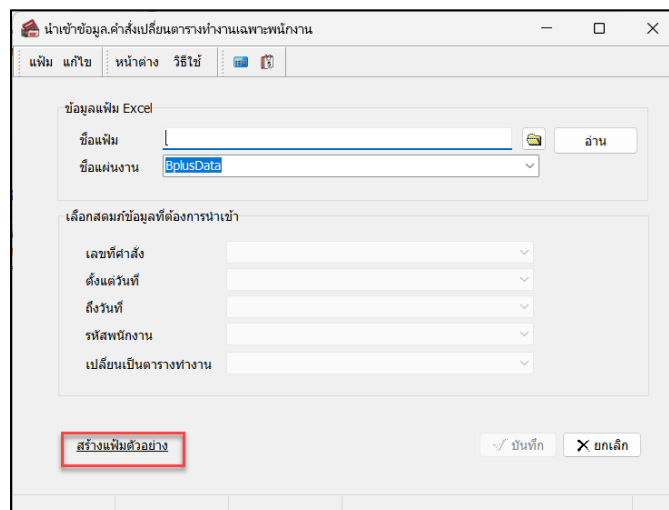 นำเข้าข้อมูล.คำสั่งเปลี่ยนตารางทำงานเฉพาะพนักงาน
แฟ้ม แก้ไข หน้าต่าง วิธีใช้
ข้อมูลแฟ้ม Excel
ชื่อแฟ้ม อ่าน
ชื่อแผ่นงาน BplusData
เลือกสดมภ์ข้อมูลที่ต้องการนำเข้า
เลขที่คำสั่ง
ตั้งแต่วันที่
ถึงวันที่
รหัสพนักงาน
เปลี่ยนเป็นตารางทำงาน
สร้างแฟ้มตัวอย่าง บันทึก ยกเลิก